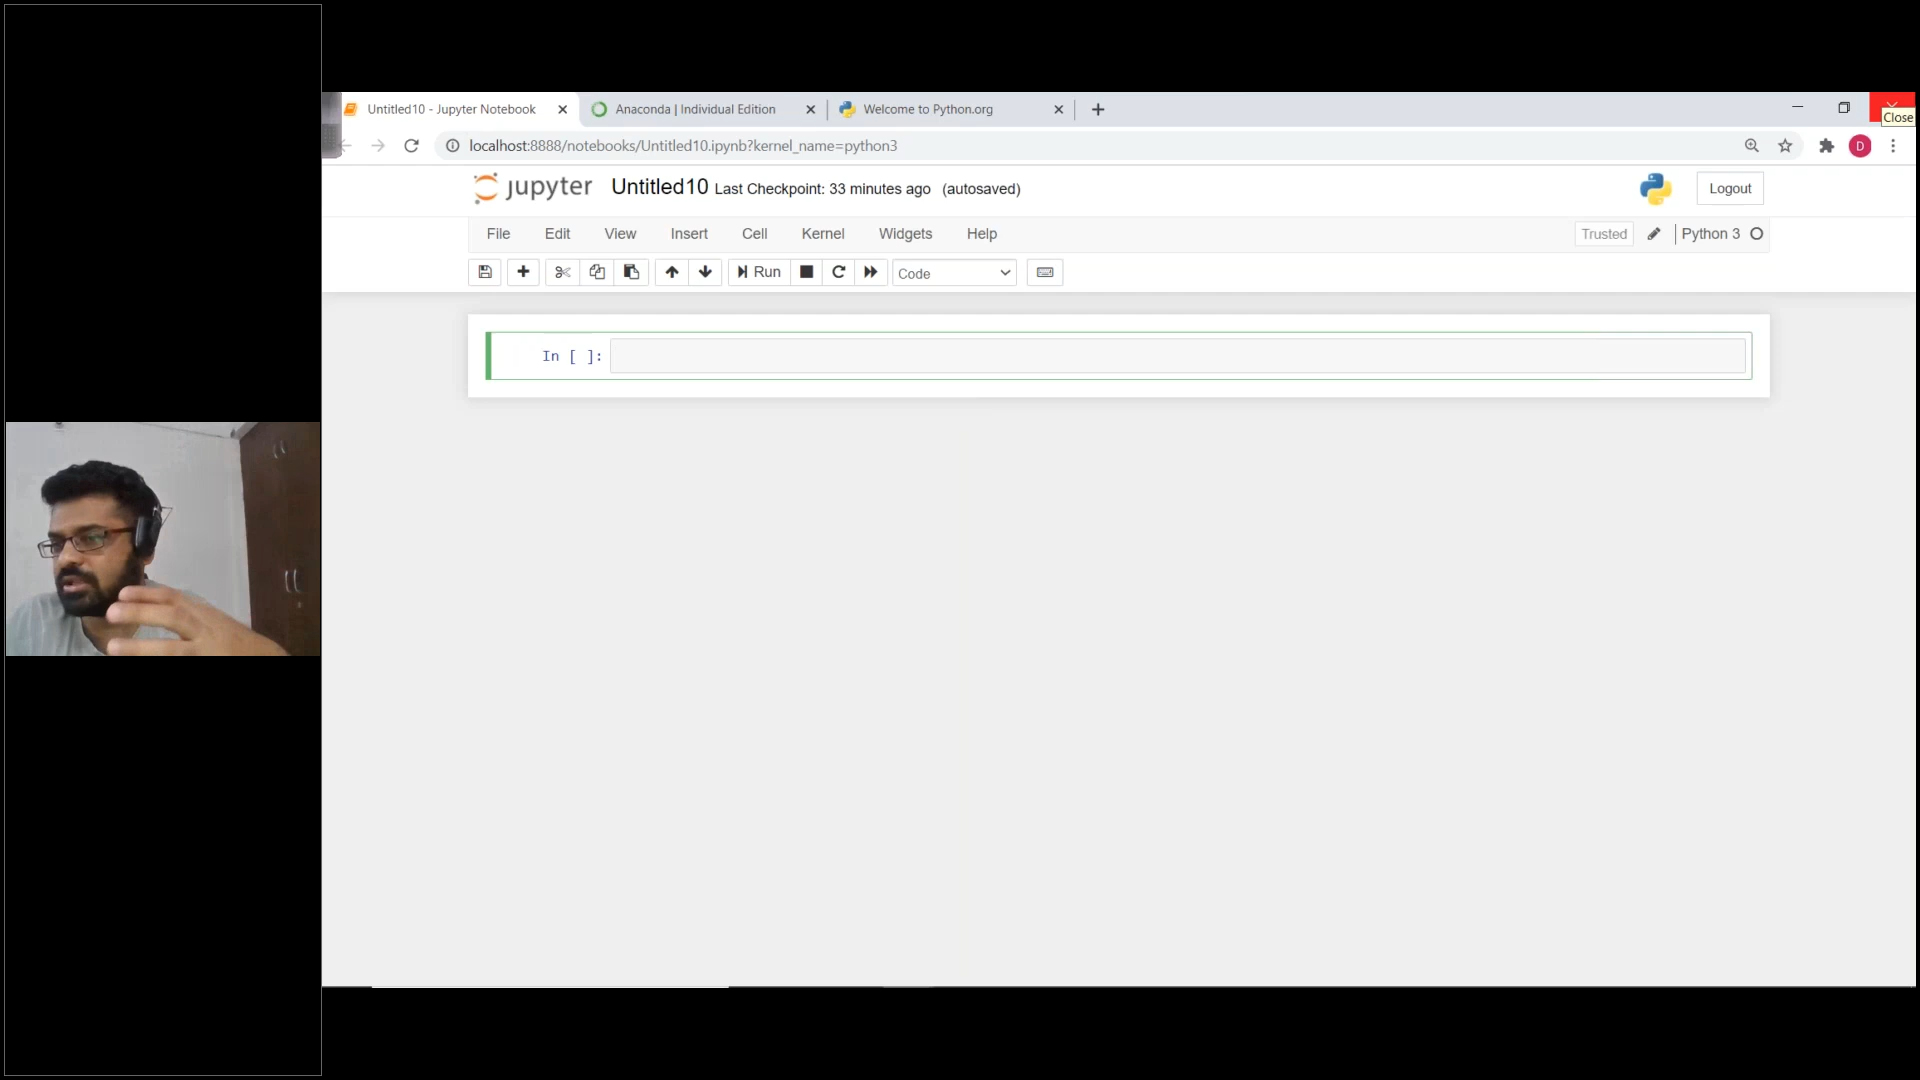 Untitled10 - Jupyter Notebook
Anaconda | Individual Edition
Welcome to Python.org
Close
localhost:8888/notebooks/Untitled10.ipynb?kernel_name=python3
D
jupyter Untitled10 Last Checkpoint: 33 minutes ago (autosaved)
Logout
File Edit View Insert Cell Kernel Widgets Help
Trusted Python 3
Run Code
In [ ]: